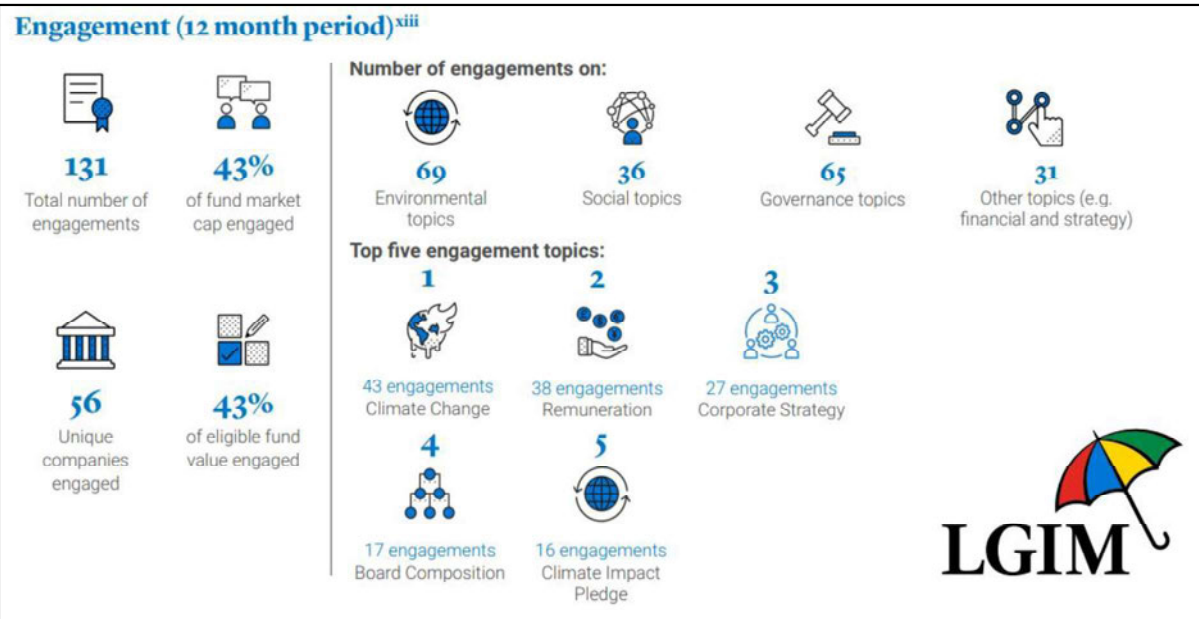 Engagement (12 month period)xiii
131
Total number of
engagements
43%
of fund market
cap engaged
56
Unique
companies
engaged
43%
of eligible fund
value engaged
Number of engagements on:
69
Environmental
topics
36
Social topics
65
Governance topics
31
Other topics (e.g.
financial and strategy)
Top five engagement topics:
1
43 engagements
Climate Change
2
38 engagements
Remuneration
3
27 engagements
Corporate Strategy
4
17 engagements
Board Composition
5
16 engagements
Climate Impact
Pledge
LGIM